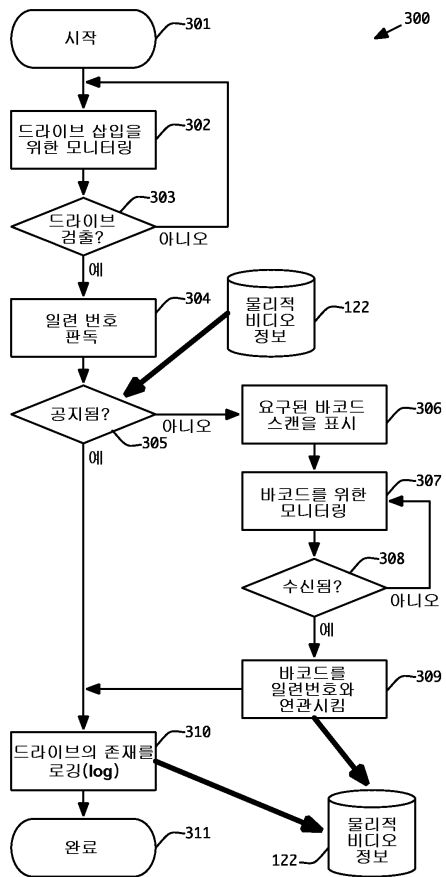 300
시작
301
드라이브 삽입을
위한 모니터링
302
드라이브
검출?
303
아니오
예
일련 번호
판독
304
물리적
비디오
정보
122
공지됨?
305
아니오
예
요구된 바코드
스캔을 표시
306
바코드를 위한
모니터링
307
수신됨?
308
아니오
예
바코드를
일련번호와
연관시킴
309
드라이브의 존재를
로깅(log)
310
물리적
비디오
정보
122
완료
311